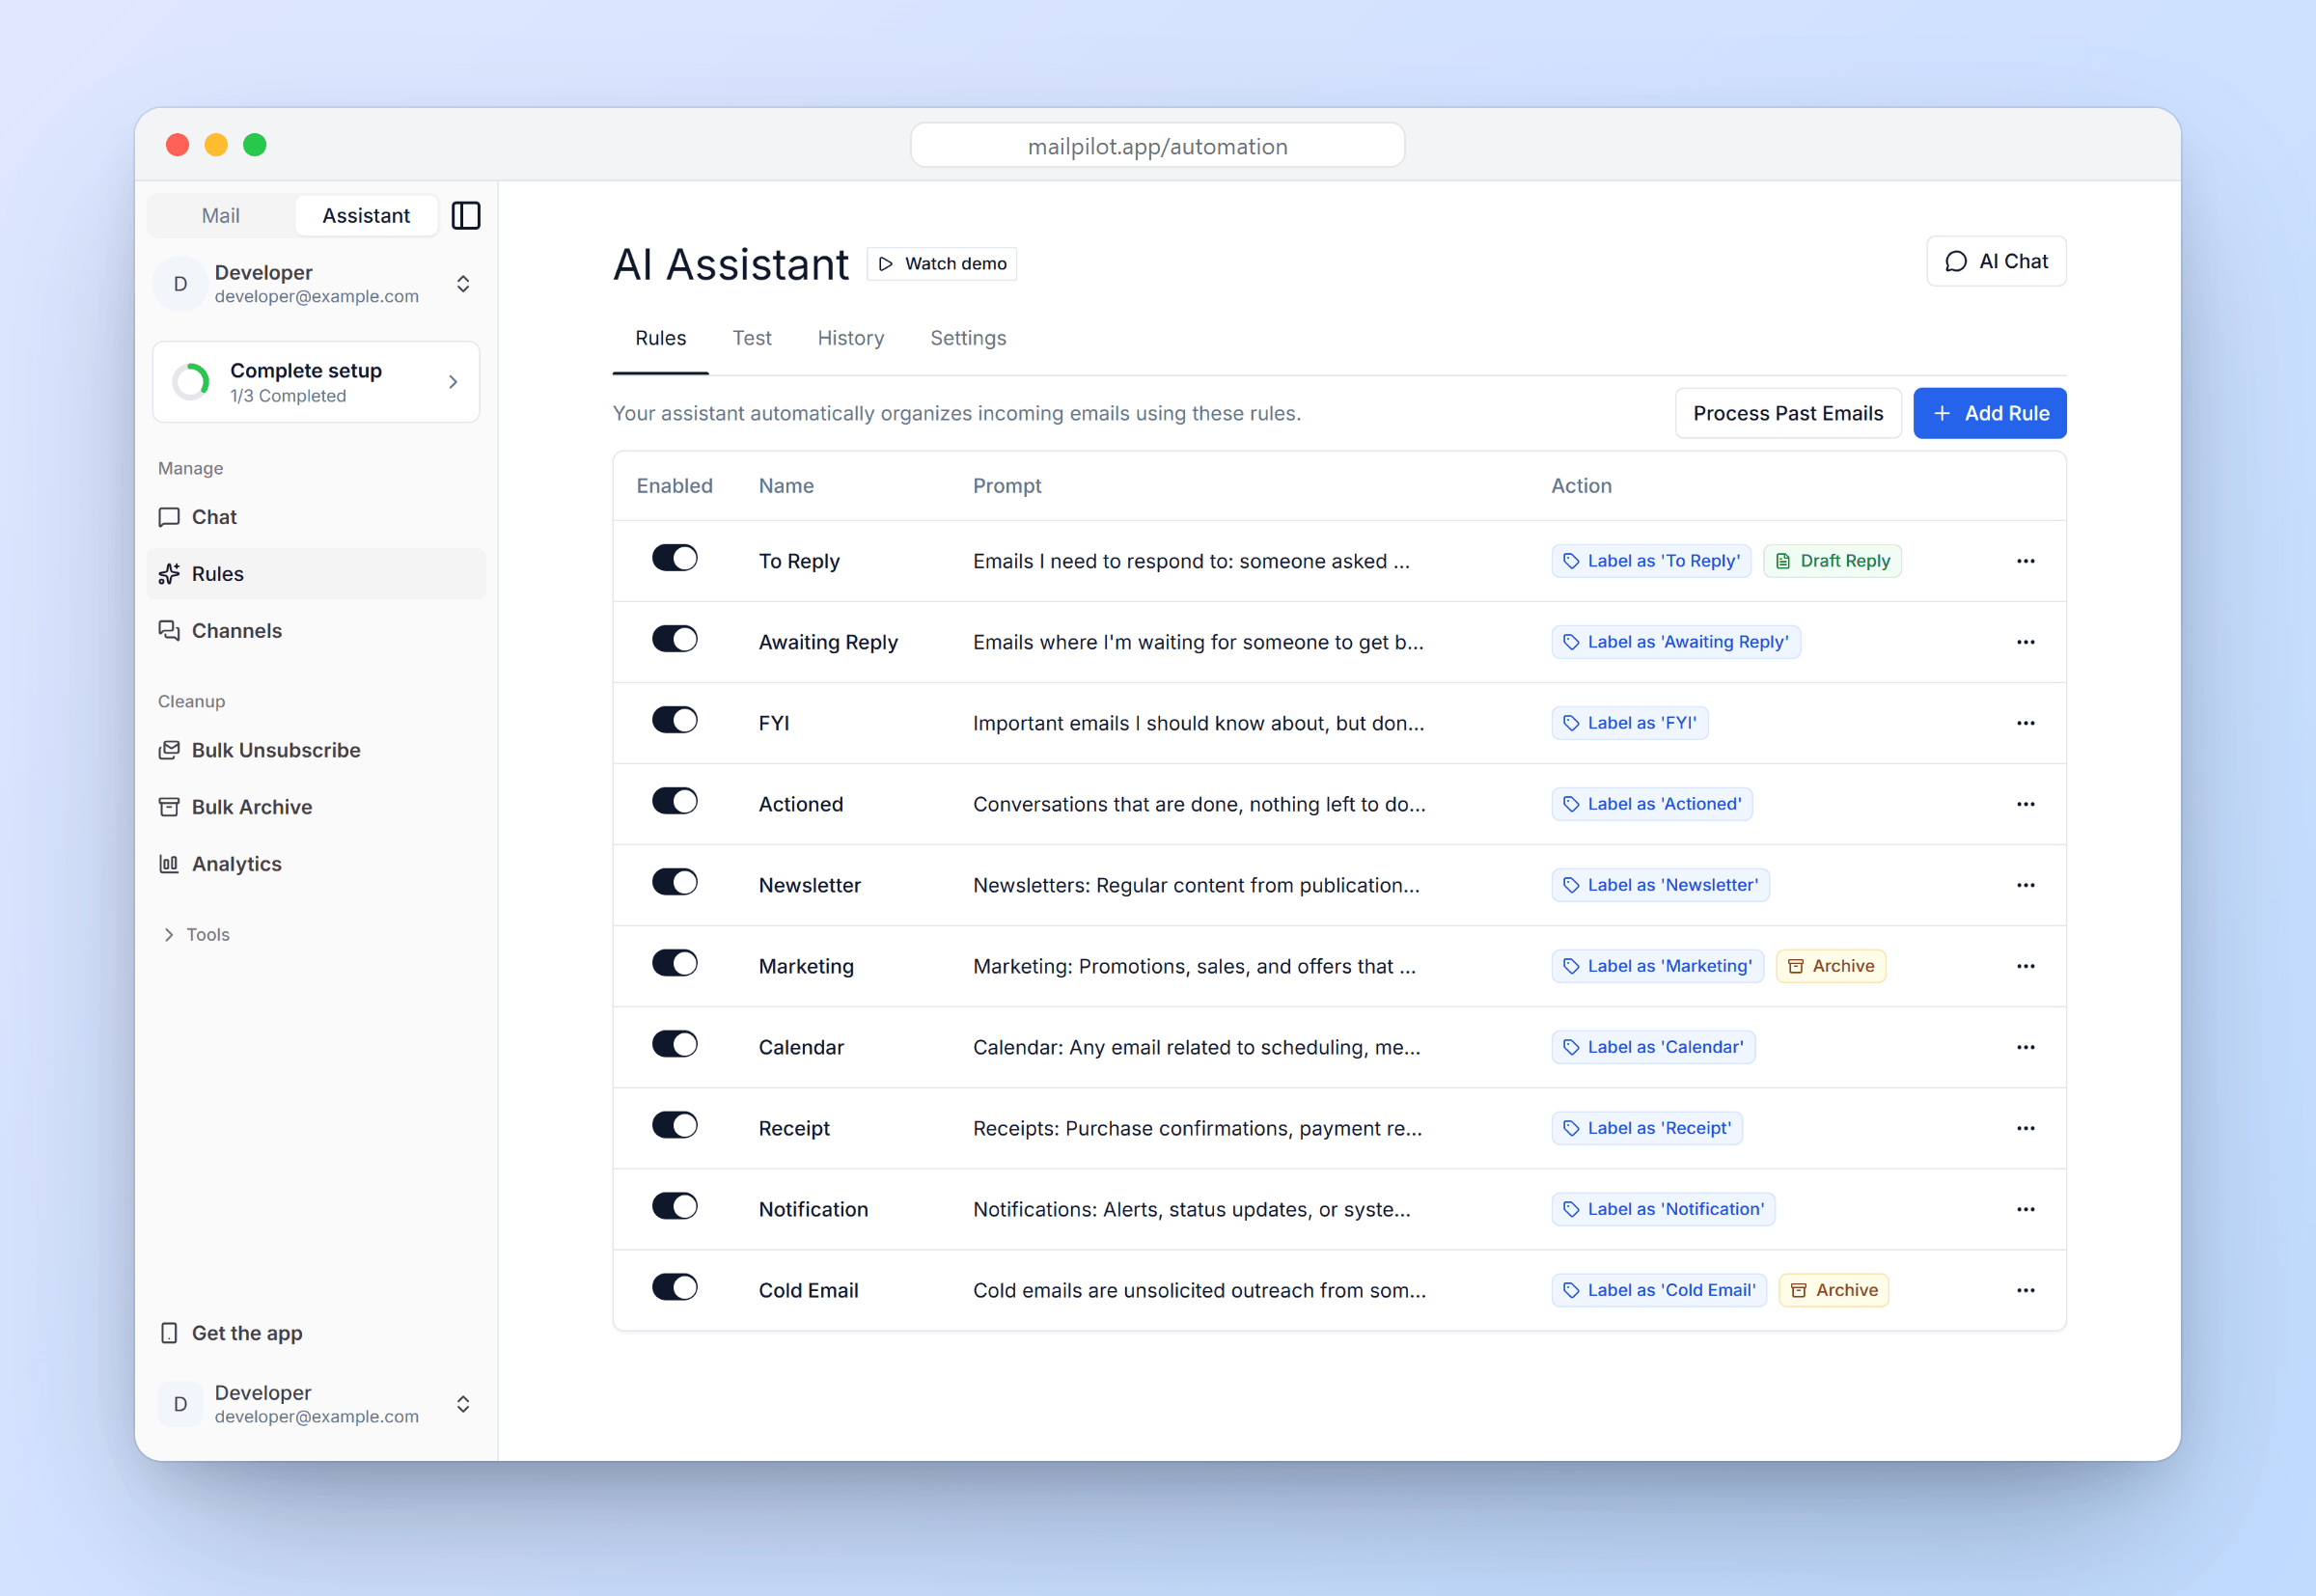 mailpilot.app/automation
Mail
Assistant
D
Developer
developer@example.com
Complete setup
1/3 Completed
Manage
Chat
Rules
Channels
Cleanup
Bulk Unsubscribe
Bulk Archive
Analytics
Tools
Get the app
D
Developer
developer@example.com
AI Assistant
Watch demo
AI Chat
Rules
Test
History
Settings
Your assistant automatically organizes incoming emails using these rules.
Process Past Emails
Add Rule
Enabled Name Prompt Action
To Reply Emails I need to respond to: someone asked ... Label as 'To Reply' Draft Reply
Awaiting Reply Emails where I'm waiting for someone to get b... Label as 'Awaiting Reply'
FYI Important emails I should know about, but don... Label as 'FYI'
Actioned Conversations that are done, nothing left to do... Label as 'Actioned'
Newsletter Newsletters: Regular content from publication... Label as 'Newsletter'
Marketing Marketing: Promotions, sales, and offers that ... Label as 'Marketing' Archive
Calendar Calendar: Any email related to scheduling, me... Label as 'Calendar'
Receipt Receipts: Purchase confirmations, payment re... Label as 'Receipt'
Notification Notifications: Alerts, status updates, or syste... Label as 'Notification'
Cold Email Cold emails are unsolicited outreach from som... Label as 'Cold Email' Archive